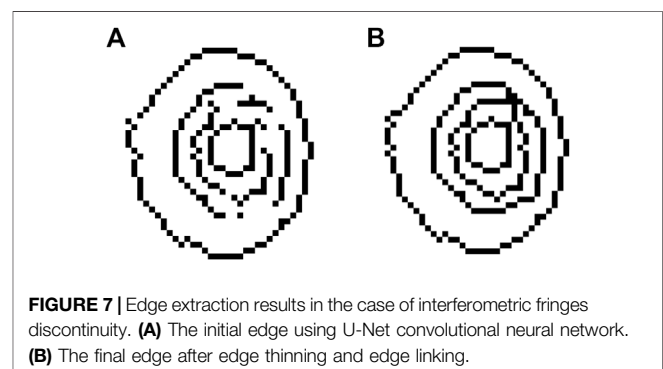 A
B
FIGURE 7 | Edge extraction results in the case of interferometric fringes
discontinuity. (A) The initial edge using U-Net convolutional neural network.
(B) The final edge after edge thinning and edge linking.